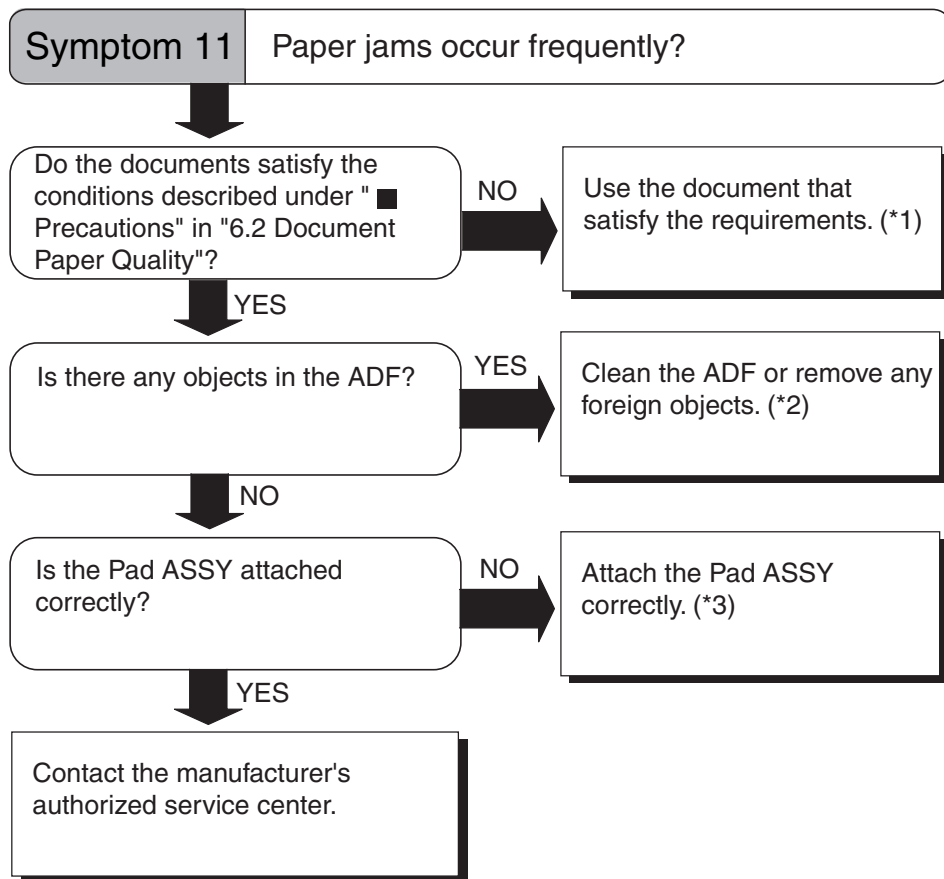 Symptom 11
Paper jams occur frequently?
Do the documents satisfy the
conditions described under " ■
Precautions" in "6.2 Document
Paper Quality"?
NO
Use the document that
satisfy the requirements. (*1)
YES
Is there any objects in the ADF?
YES
Clean the ADF or remove any
foreign objects. (*2)
NO
Is the Pad ASSY attached
correctly?
NO
Attach the Pad ASSY
correctly. (*3)
YES
Contact the manufacturer's
authorized service center.